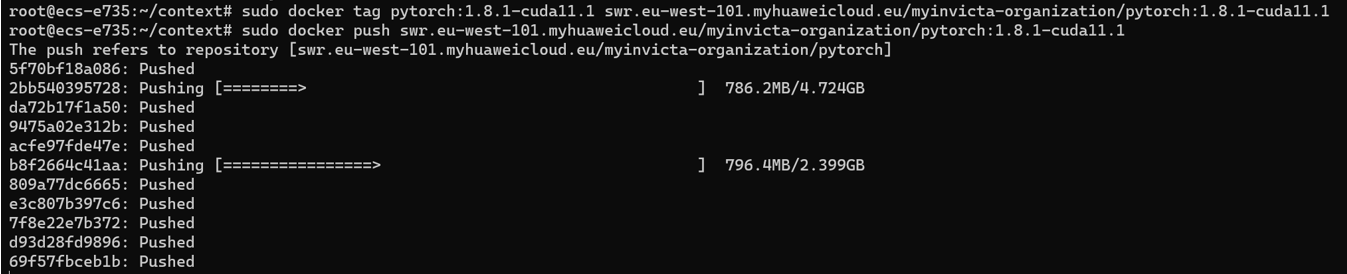 root@ecs-e735:~/context# sudo docker tag pytorch:1.8.1-cuda11.1 swr.eu-west-101.myhuaweicloud.eu/myinvicta-organization/pytorch:1.8.1-cuda11.1
root@ecs-e735:~/context# sudo docker push swr.eu-west-101.myhuaweicloud.eu/myinvicta-organization/pytorch:1.8.1-cuda11.1
The push refers to repository [swr.eu-west-101.myhuaweicloud.eu/myinvicta-organization/pytorch]
5f70bf18a086: Pushed
2bb540395728: Pushing [========>                                          ]  786.2MB/4.724GB
da72b17f1a50: Pushed
9475a02e312b: Pushed
acfe97fde47e: Pushed
b8f2664c41aa: Pushing [================>                                  ]  796.4MB/2.399GB
809a77dc6665: Pushed
e3c807b397c6: Pushed
7f8e22e7b372: Pushed
d93d28fd9896: Pushed
69f57fbceb1b: Pushed